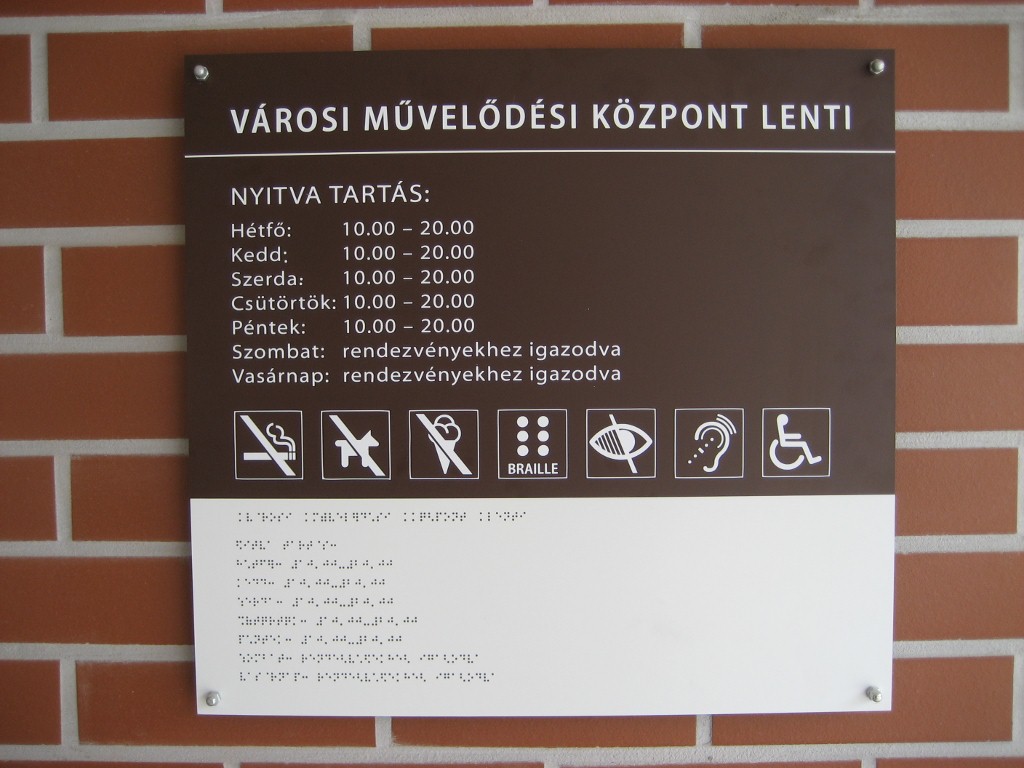 VÁROSI MŰVELŐDÉSI KÖZPONT LENTI
NYITVA TARTÁS:
Hétfő: 10.00 – 20.00
Kedd: 10.00 – 20.00
Szerda: 10.00 – 20.00
Csütörtök: 10.00 – 20.00
Péntek: 10.00 – 20.00
Szombat: rendezvényekhez igazodva
Vasárnap: rendezvényekhez igazodva
BRAILLE